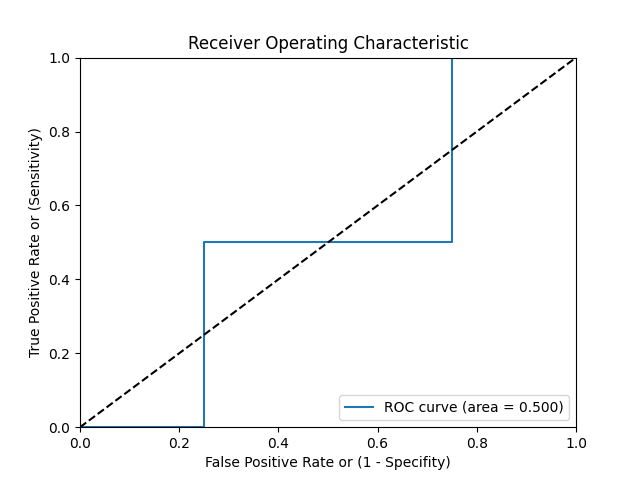 Receiver Operating Characteristic
1.0
0.8
0.6
0.4
0.2
0.0
True Positive Rate or (Sensitivity)
ROC curve (area = 0.500)
0.0 0.2 0.4 0.6 0.8 1.0
False Positive Rate or (1 - Specifity)